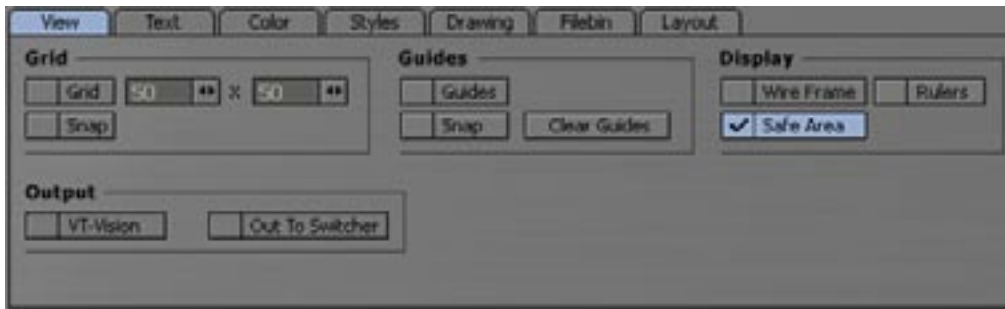 View Text Color Styles Drawing Filebin Layout
Grid Guides Display
Grid 50 X 50 Guides Wire Frame Rulers
Snap Snap Clear Guides Safe Area
Output
VT-Vision Out To Switcher